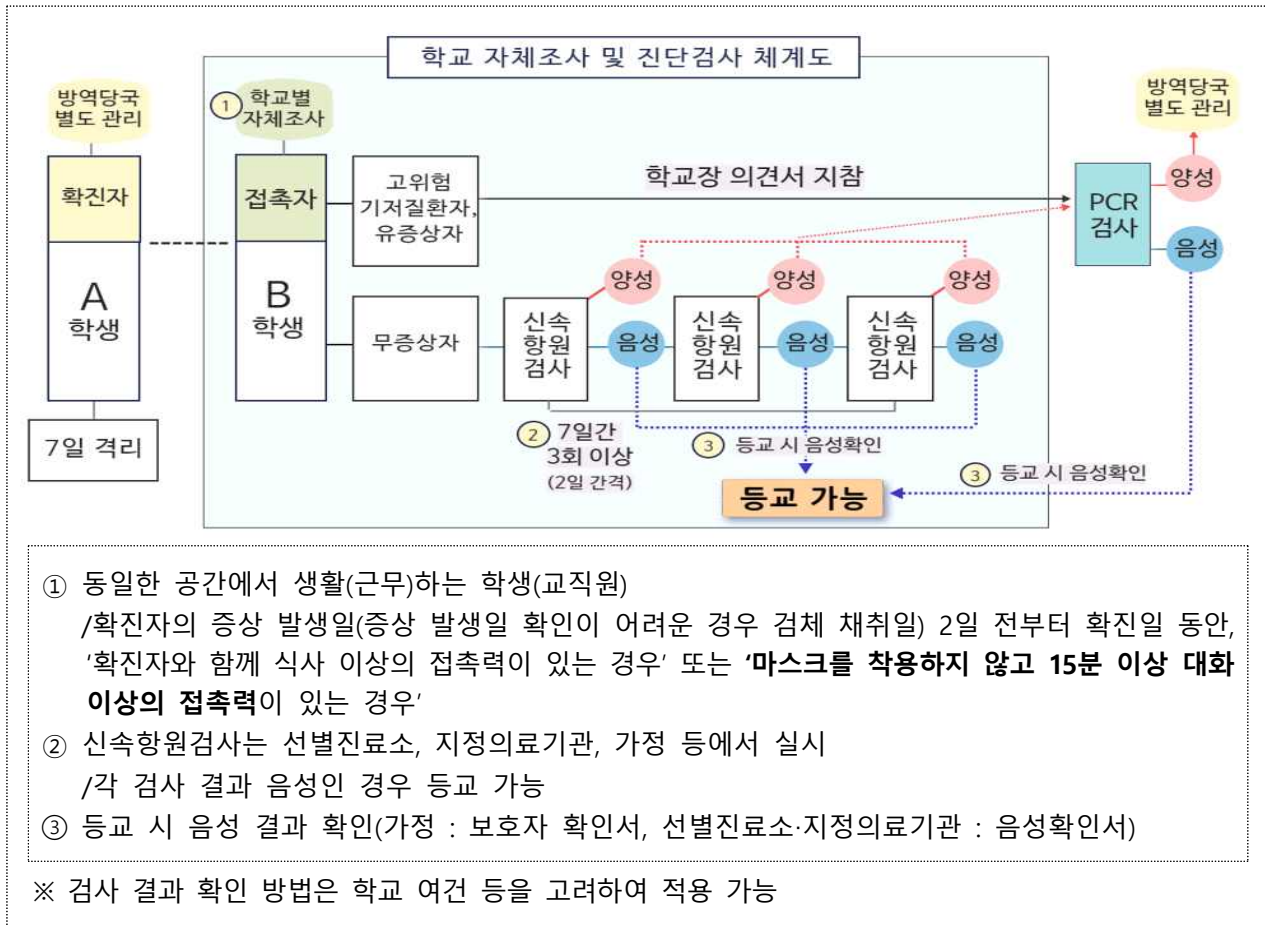 학교 자체조사 및 진단검사 체계도
방역당국
별도 관리
확진자
A
학생
7일 격리
① 학교별
자체조사
접촉자
B
학생
고위험
기저질환자,
유증상자
학교장 의견서 지참
무증상자
신속
항원
검사
양성
음성
신속
항원
검사
양성
음성
신속
항원
검사
양성
음성
② 7일간
3회 이상
(2일 간격)
③ 등교 시 음성확인
등교 가능
PCR
검사
방역당국
별도 관리
양성
음성
③ 등교 시 음성확인
① 동일한 공간에서 생활(근무)하는 학생(교직원)
/확진자의 증상 발생일(증상 발생일 확인이 어려운 경우 검체 채취일) 2일 전부터 확진일 동안,
'확진자와 함께 식사 이상의 접촉력이 있는 경우' 또는 '마스크를 착용하지 않고 15분 이상 대화
이상의 접촉력이 있는 경우'
② 신속항원검사는 선별진료소, 지정의료기관, 가정 등에서 실시
/각 검사 결과 음성인 경우 등교 가능
③ 등교 시 음성 결과 확인(가정 : 보호자 확인서, 선별진료소·지정의료기관 : 음성확인서)
※ 검사 결과 확인 방법은 학교 여건 등을 고려하여 적용 가능